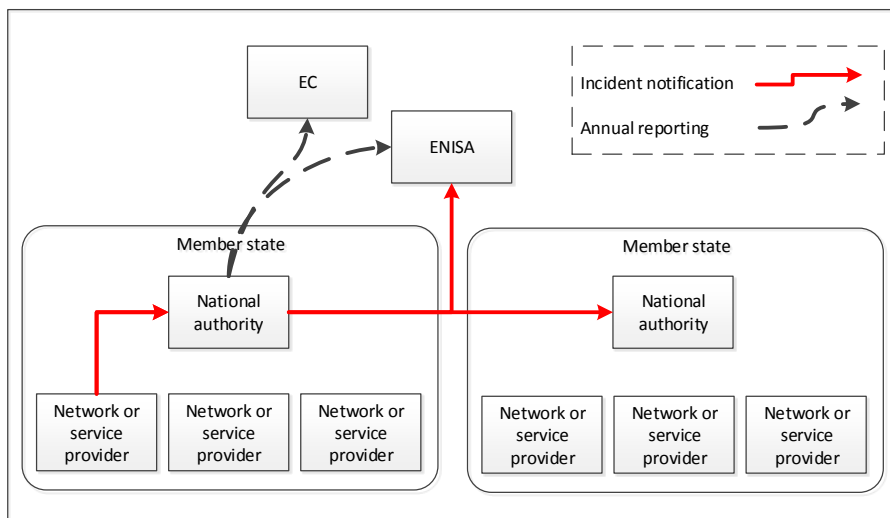 EC
Incident notification
Annual reporting
ENISA
Member state
National
authority
Network or
service
provider
Network or
service
provider
Network or
service
provider
Member state
National
authority
Network or
service
provider
Network or
service
provider
Network or
service
provider